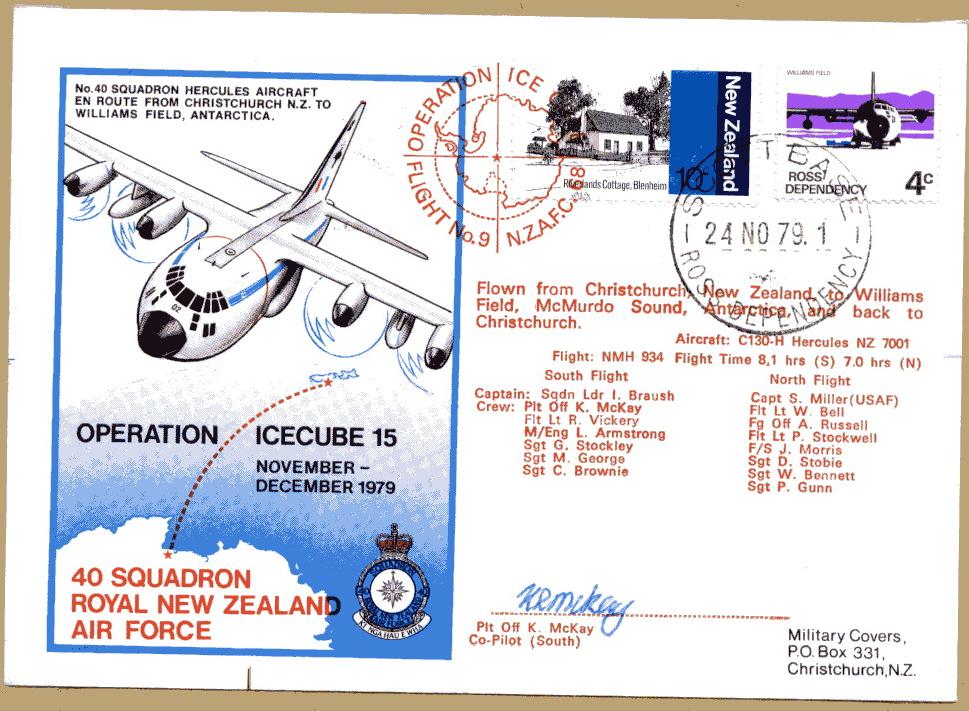 No.40 SQUADRON HERCULES AIRCRAFT
EN ROUTE FROM CHRISTCHURCH N.Z. TO
WILLIAMS FIELD, ANTARCTICA.
02
OPERATION ICECUBE 15
NOVEMBER –
DECEMBER 1979
40 SQUADRON
ROYAL NEW ZEALAND
AIR FORCE
SQUADRON
OPERATION ICE
FLIGHT No.9 N.Z.A.F.C. 68
New Zealand
10c
Cottage, Blenheim
WILLIAMS FIELD
ROSS
DEPENDENCY
4c
T BASE
24 NO 79.1
ROSS DEPENDENCY
Flown from Christchurch, New Zealand, to Williams
Field, McMurdo Sound, Antarctica, and back to
Christchurch.
Aircraft: C130-H Hercules NZ 7001
Flight: NMH 934 Flight Time 8.1 hrs (S) 7.0 hrs (N)
South Flight
Captain: Sqdn Ldr I. Braush
Crew: Plt Off K. McKay
Flt Lt R. Vickery
M/Eng L. Armstrong
Sgt G. Stockley
Sgt M. George
Sgt C. Brownie
North Flight
Capt S. Miller(USAF)
Flt Lt W. Bell
Fg Off A. Russell
Flt Lt P. Stockwell
F/S J. Morris
Sgt D. Stobie
Sgt W. Bennett
Sgt P. Gunn
Plt Off K. McKay
Co-Pilot (South)
Military Covers,
P.O. Box 331,
Christchurch, N.Z.